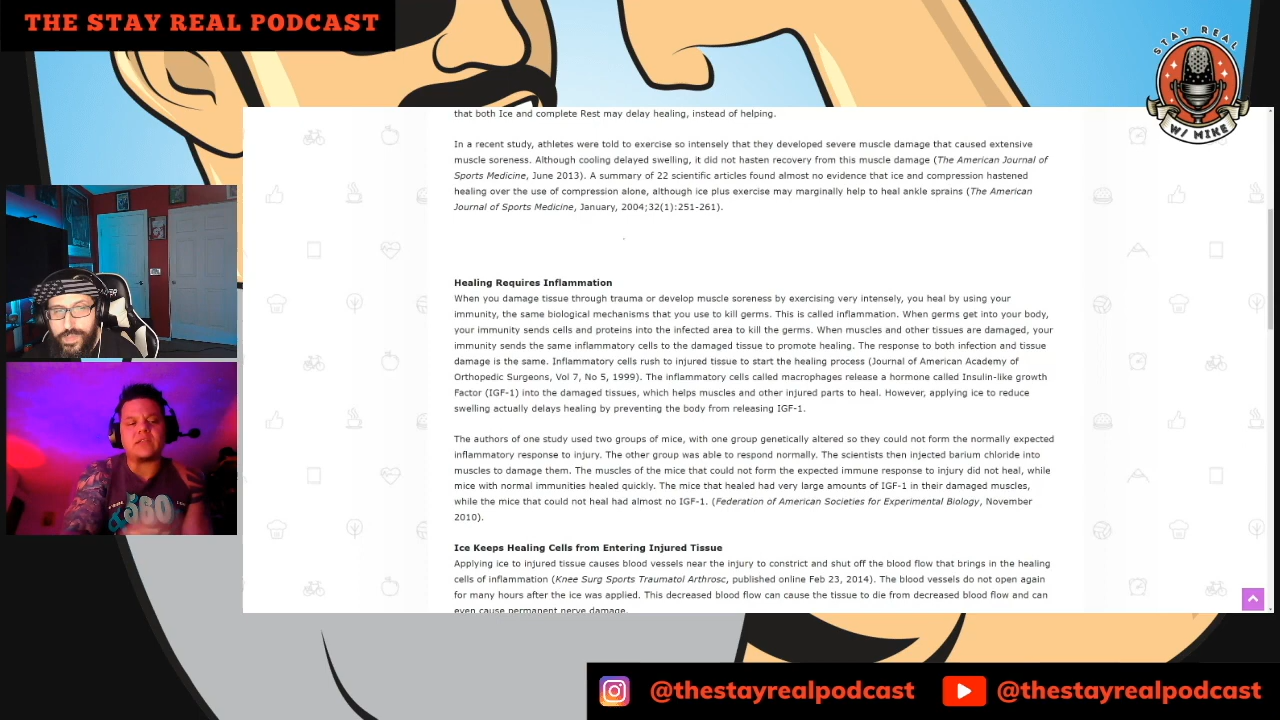 THE STAY REAL PODCAST
STAY REAL
W/ MIKE
that both Ice and complete Rest may delay healing, instead of helping.
In a recent study, athletes were told to exercise so intensely that they developed severe muscle damage that caused extensive
muscle soreness. Although cooling delayed swelling, it did not hasten recovery from this muscle damage (The American Journal of
Sports Medicine, June 2013). A summary of 22 scientific articles found almost no evidence that ice and compression hastened
healing over the use of compression alone, although ice plus exercise may marginally help to heal ankle sprains (The American
Journal of Sports Medicine, January, 2004;32(1):251-261).
Healing Requires Inflammation
When you damage tissue through trauma or develop muscle soreness by exercising very intensely, you heal by using your
immunity, the same biological mechanisms that you use to kill germs. This is called inflammation. When germs get into your body,
your immunity sends cells and proteins into the infected area to kill the germs. When muscles and other tissues are damaged, your
immunity sends the same inflammatory cells to the damaged tissue to promote healing. The response to both infection and tissue
damage is the same. Inflammatory cells rush to injured tissue to start the healing process (Journal of American Academy of
Orthopedic Surgeons, Vol 7, No 5, 1999). The inflammatory cells called macrophages release a hormone called Insulin-like growth
Factor (IGF-1) into the damaged tissues, which helps muscles and other injured parts to heal. However, applying ice to reduce
swelling actually delays healing by preventing the body from releasing IGF-1.
The authors of one study used two groups of mice, with one group genetically altered so they could not form the normally expected
inflammatory response to injury. The other group was able to respond normally. The scientists then injected barium chloride into
muscles to damage them. The muscles of the mice that could not form the expected immune response to injury did not heal, while
mice with normal immunities healed quickly. The mice that healed had very large amounts of IGF-1 in their damaged muscles,
while the mice that could not heal had almost no IGF-1. (Federation of American Societies for Experimental Biology, November
2010).
Ice Keeps Healing Cells from Entering Injured Tissue
Applying ice to injured tissue causes blood vessels near the injury to constrict and shut off the blood flow that brings in the healing
cells of inflammation (Knee Surg Sports Traumatol Arthrosc, published online Feb 23, 2014). The blood vessels do not open again
for many hours after the ice was applied. This decreased blood flow can cause the tissue to die from decreased blood flow and can
even cause permanent nerve damage.
@thestayrealpodcast
@thestayrealpodcast